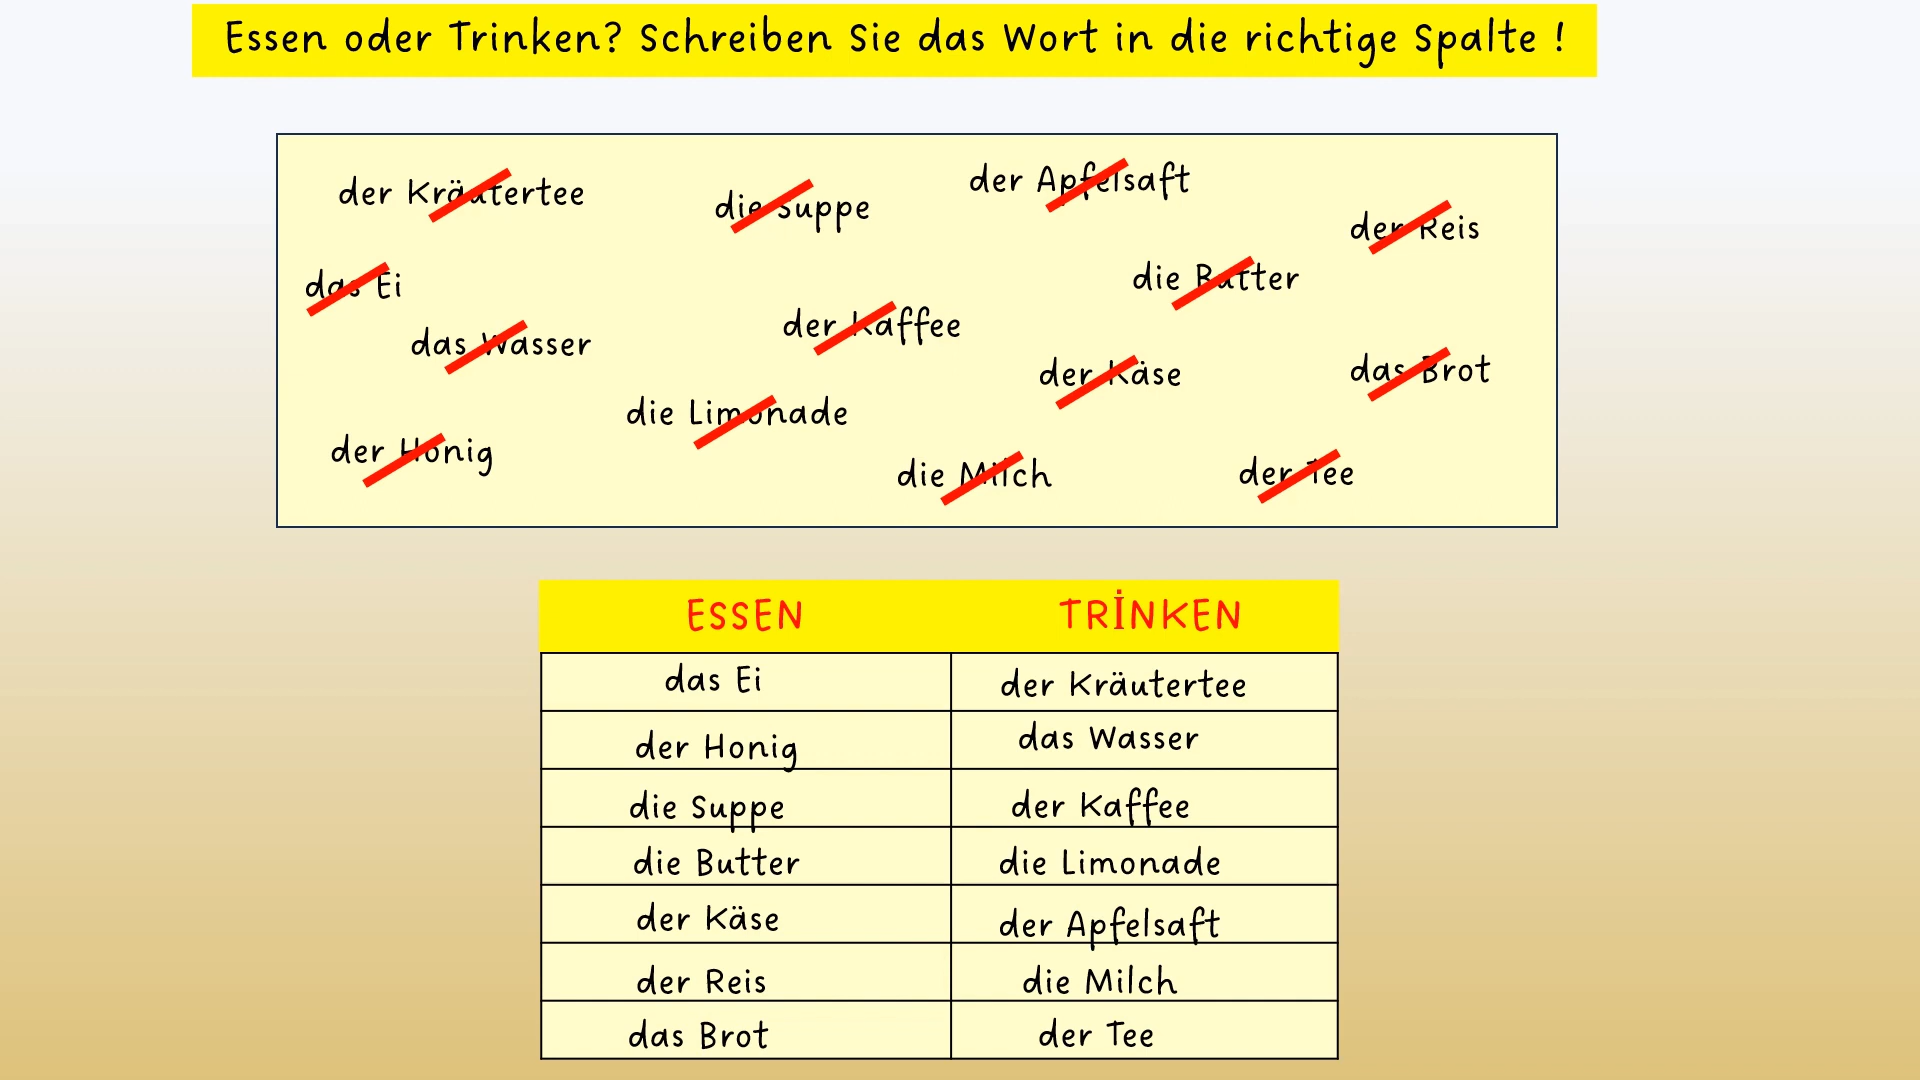 Essen oder Trinken? Schreiben Sie das Wort in die richtige Spalte !
der Kräutertee
die Suppe
der Apfelsaft
der Reis
das Ei
die Butter
das Wasser
der Kaffee
der Käse
das Brot
die Limonade
der Honig
die Milch
der Tee
ESSEN TRİNKEN
das Ei der Kräutertee
der Honig das Wasser
die Suppe der Kaffee
die Butter die Limonade
der Käse der Apfelsaft
der Reis die Milch
das Brot der Tee